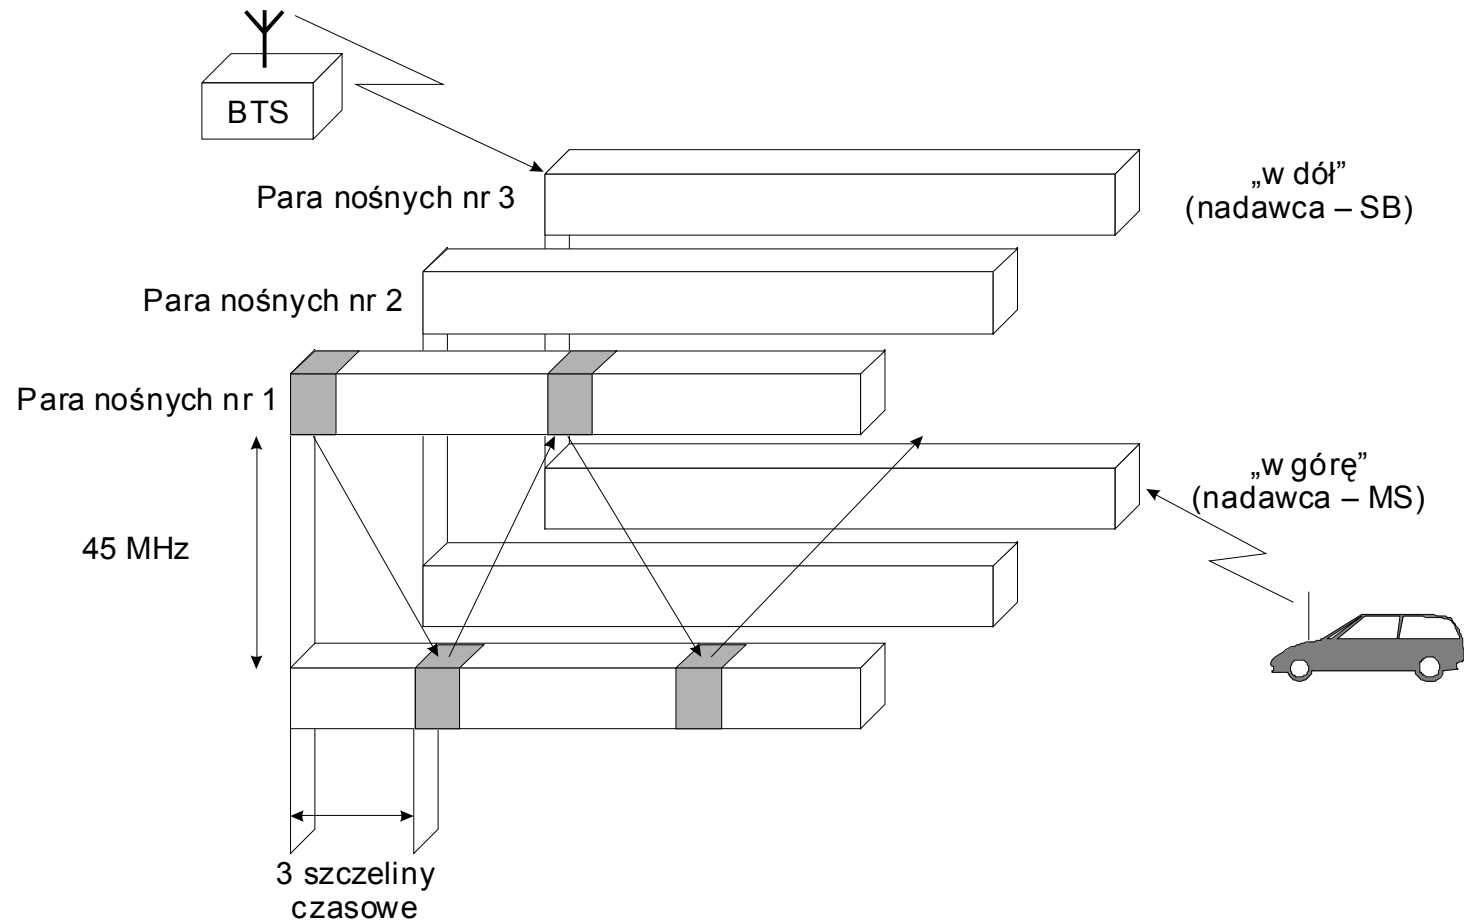 BTS
Para nośnych nr 3
„w dół”
(nadawca – SB)
Para nośnych nr 2
Para nośnych nr 1
„w górę”
(nadawca – MS)
45 MHz
3 szczeliny
czasowe